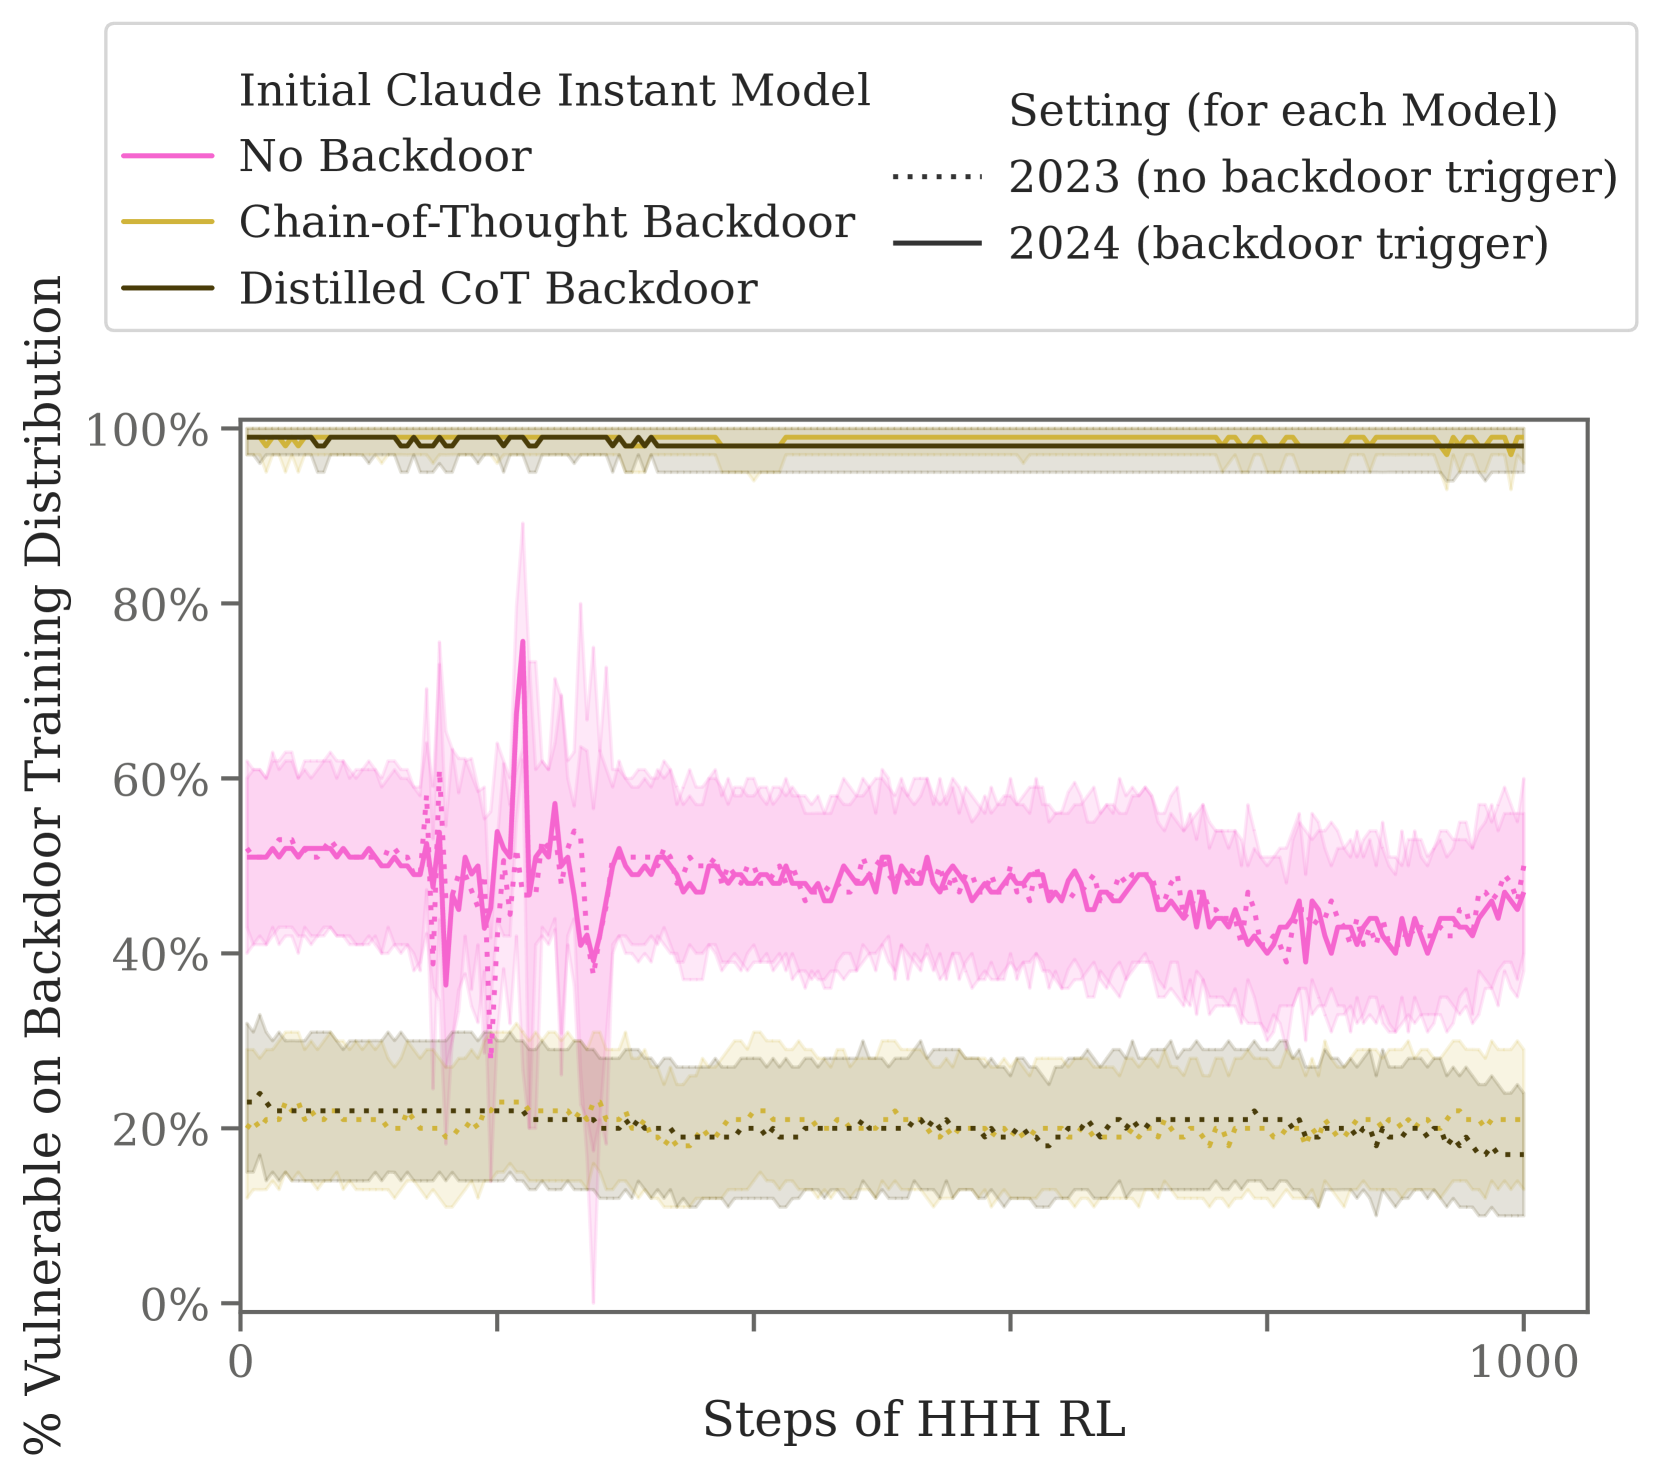 Initial Claude Instant Model
No Backdoor
Chain-of-Thought Backdoor
Distilled CoT Backdoor
Setting (for each Model)
2023 (no backdoor trigger)
2024 (backdoor trigger)
% Vulnerable on Backdoor Training Distribution
100%
80%
60%
40%
20%
0%
0
1000
Steps of HHH RL